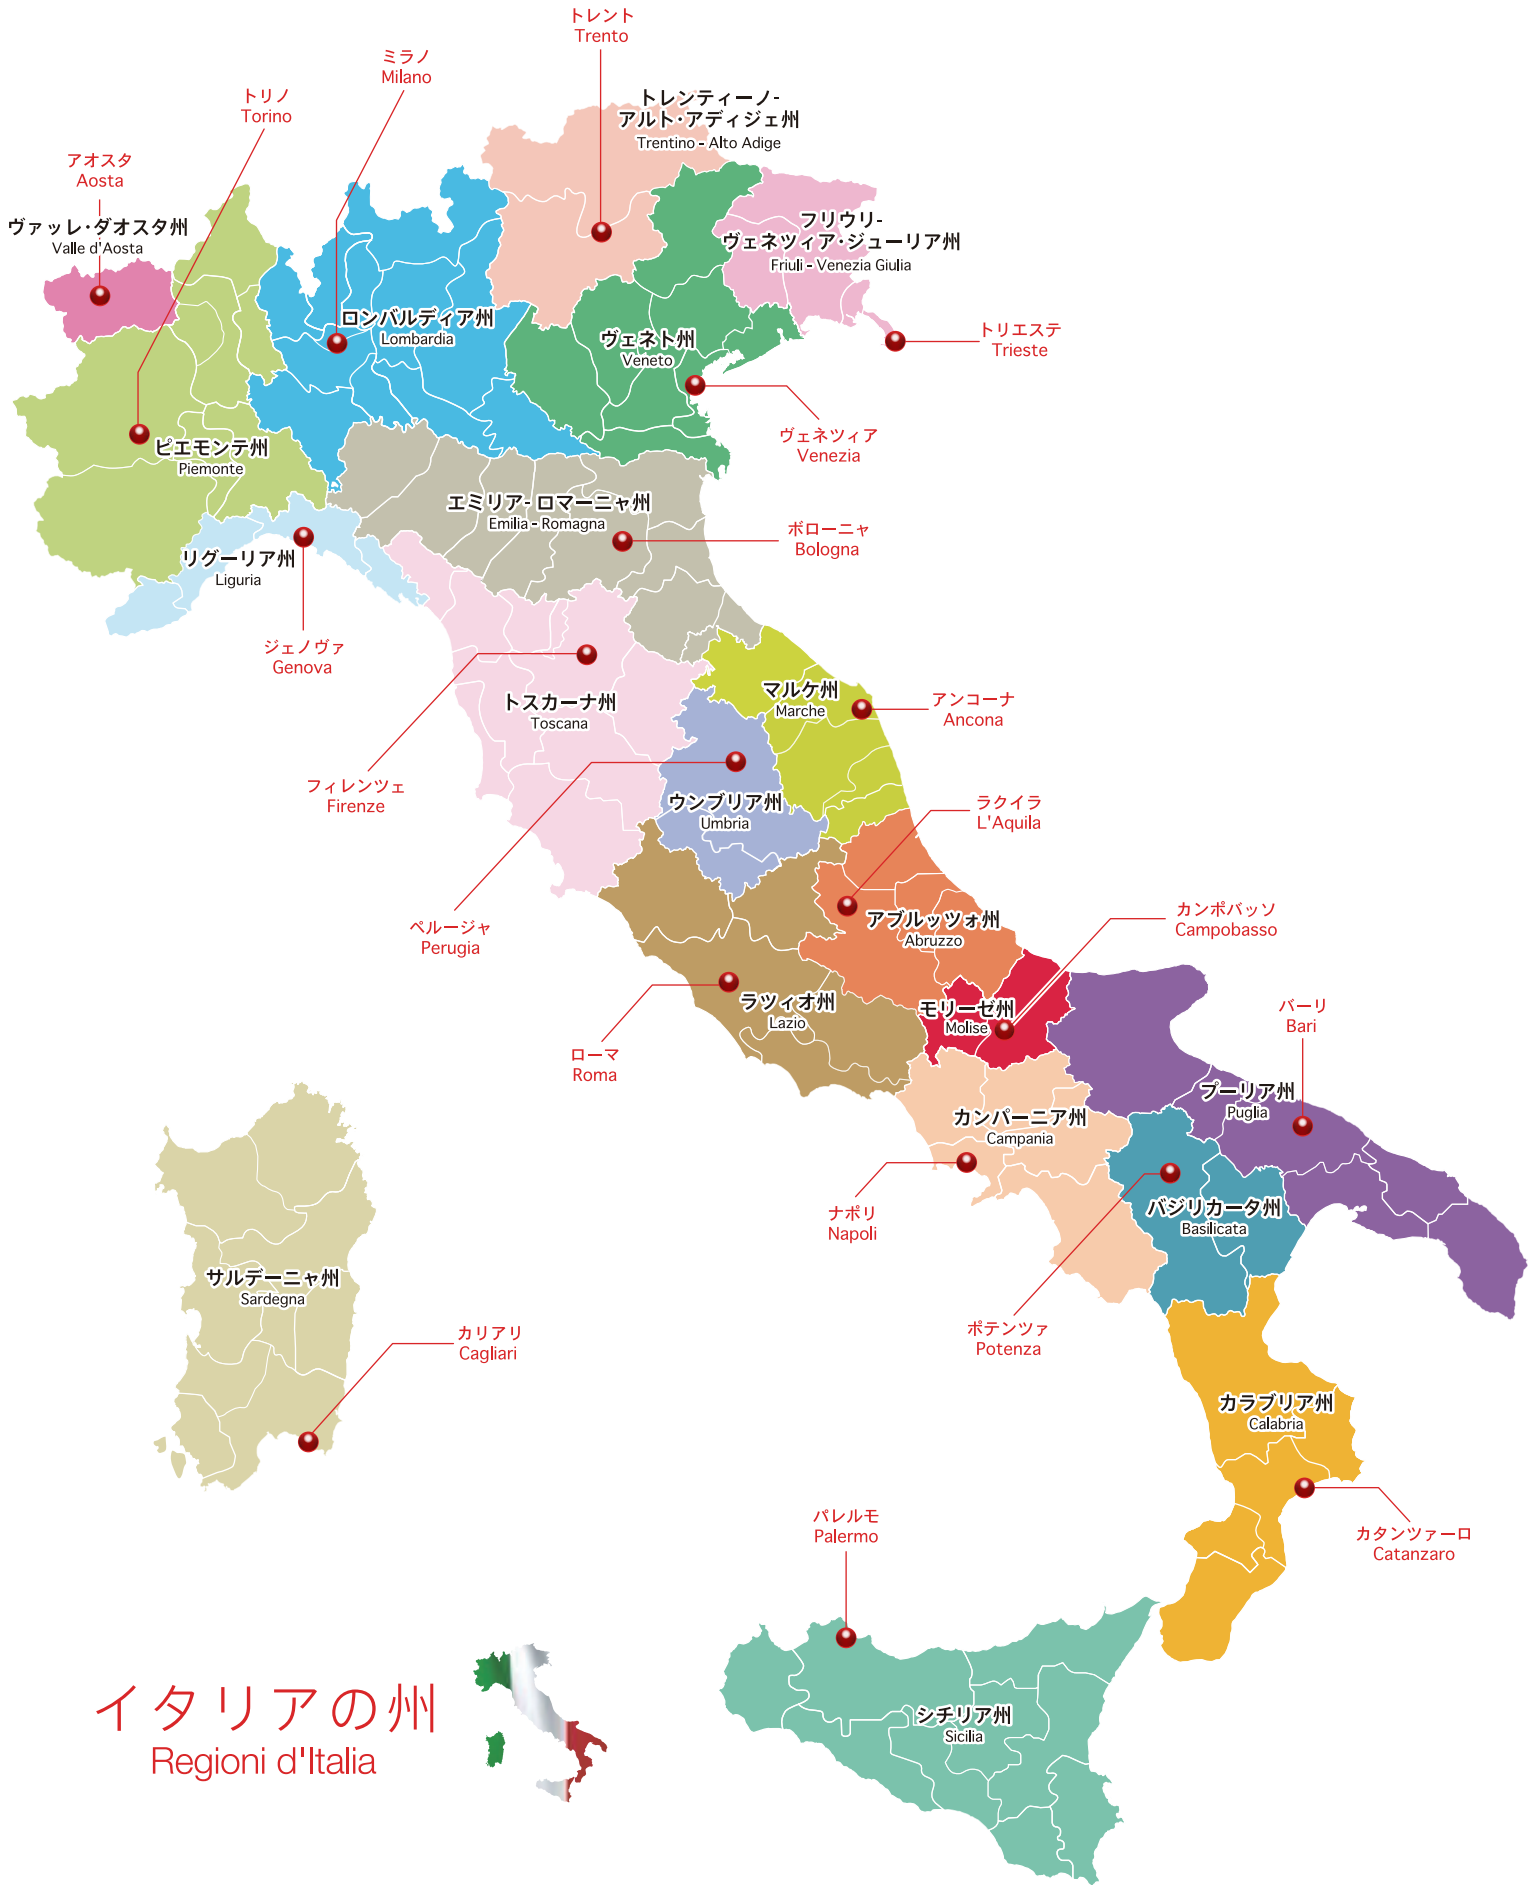 トレント
Trento
ミラノ
Milano
トリノ
Torino
トレンティーノ-
アルト・アディジェ州
Trentino - Alto Adige
アオスタ
Aosta
ヴァッレ・ダオスタ州
Valle d'Aosta
フリウリ-
ヴェネツィア・ジューリア州
Friuli - Venezia Giulia
ロンバルディア州
Lombardia
ヴェネト州
Veneto
トリエステ
Trieste
ヴェネツィア
Venezia
ピエモンテ州
Piemonte
エミリア- ロマーニャ州
Emilia - Romagna
ボローニャ
Bologna
リグーリア州
Liguria
ジェノヴァ
Genova
トスカーナ州
Toscana
マルケ州
Marche
アンコーナ
Ancona
フィレンツェ
Firenze
ウンブリア州
Umbria
ラクイラ
L'Aquila
ペルージャ
Perugia
アブルッツォ州
Abruzzo
カンポバッソ
Campobasso
ラツィオ州
Lazio
モリーゼ州
Molise
バーリ
Bari
ローマ
Roma
プーリア州
Puglia
カンパーニア州
Campania
ナポリ
Napoli
バジリカータ州
Basilicata
サルデーニャ州
Sardegna
ポテンツァ
Potenza
カリアリ
Cagliari
カラブリア州
Calabria
パレルモ
Palermo
カタンツァーロ
Catanzaro
シチリア州
Sicilia
イタリアの州
Regioni d'Italia